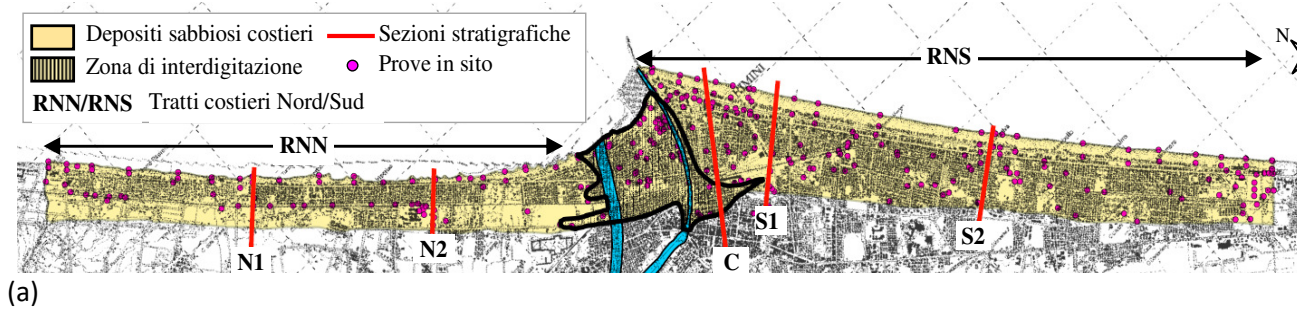 Depositi sabbiosi costieri
Sezioni stratigrafiche
Zona di interdigitazione
Prove in sito
RNN/RNS Tratti costieri Nord/Sud
N
RNS
RNN
RIMINI
N1
N2
C
S1
S2
(a)